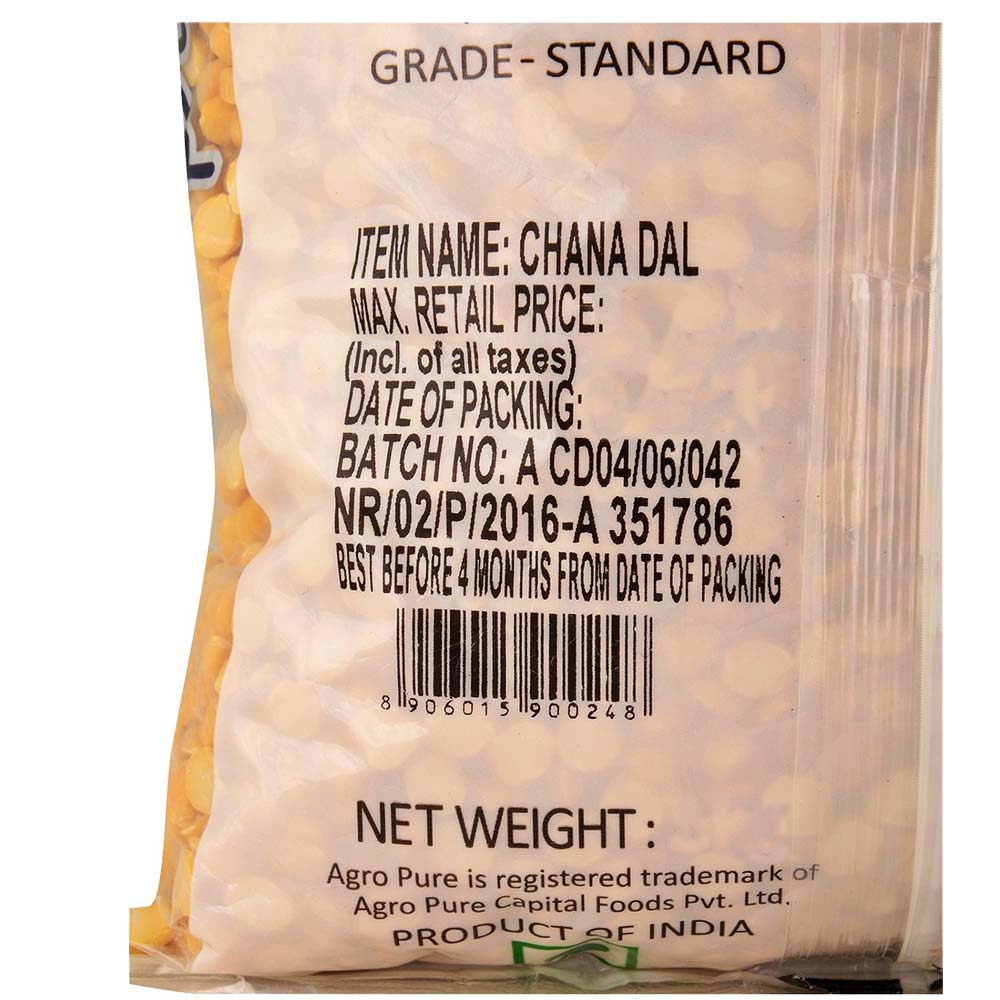 GRADE - STANDARD
ITEM NAME: CHANA DAL
MAX. RETAIL PRICE:
(Incl. of all taxes)
DATE OF PACKING:
BATCH NO: A CD04/06/042
NR/02/P/2016-A 351786
BEST BEFORE 4 MONTHS FROM DATE OF PACKING
8 906015 900248
NET WEIGHT :
Agro Pure is registered trademark of
Agro Pure Capital Foods Pvt. Ltd.
PRODUCT OF INDIA